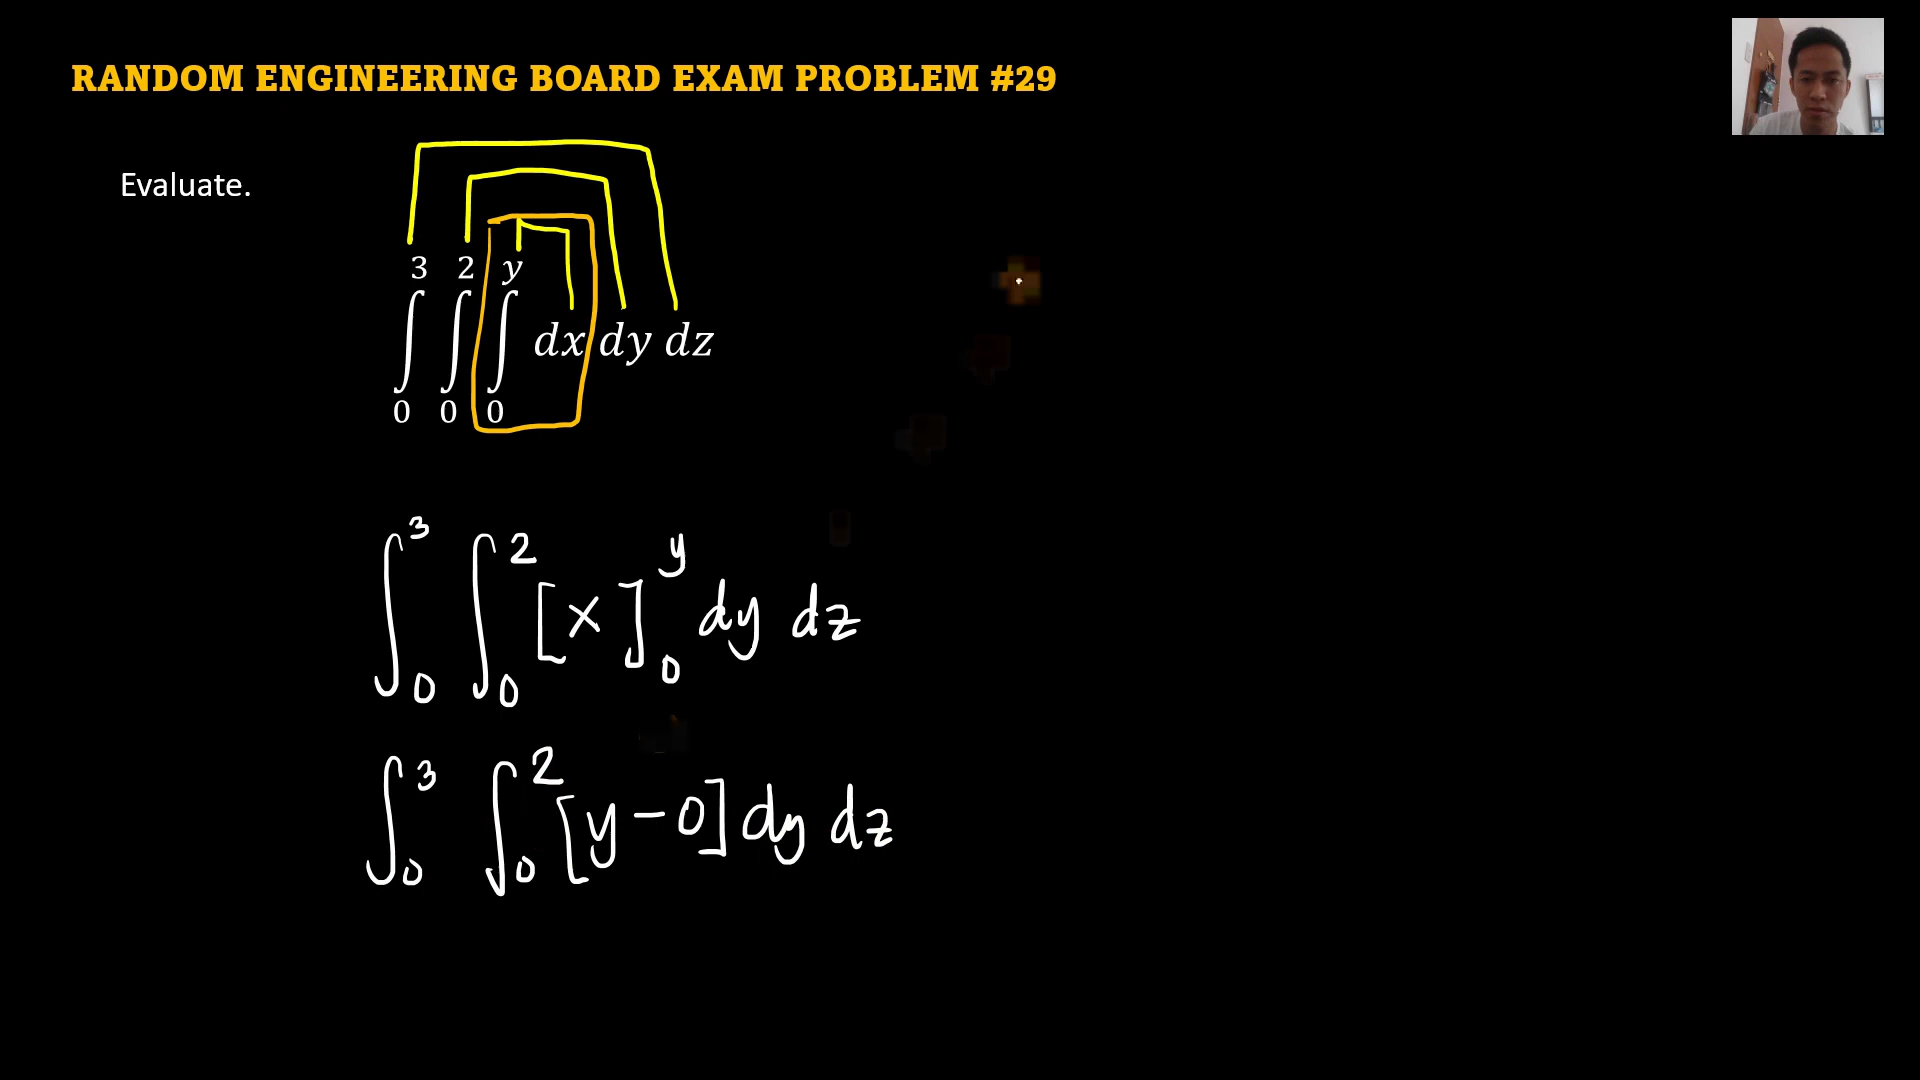 RANDOM ENGINEERING BOARD EXAM PROBLEM #29
Evaluate.
∫₀³ ∫₀² ∫₀ʸ dx dy dz
∫₀³ ∫₀² [x]₀ʸ dy dz
∫₀³ ∫₀² [y-0] dy dz